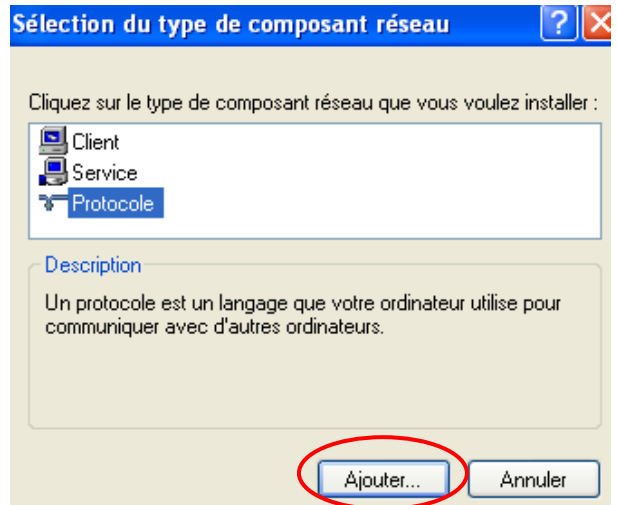 Sélection du type de composant réseau
Cliquez sur le type de composant réseau que vous voulez installer :
Client
Service
Protocole
Description
Un protocole est un langage que votre ordinateur utilise pour
communiquer avec d'autres ordinateurs.
Ajouter... Annuler